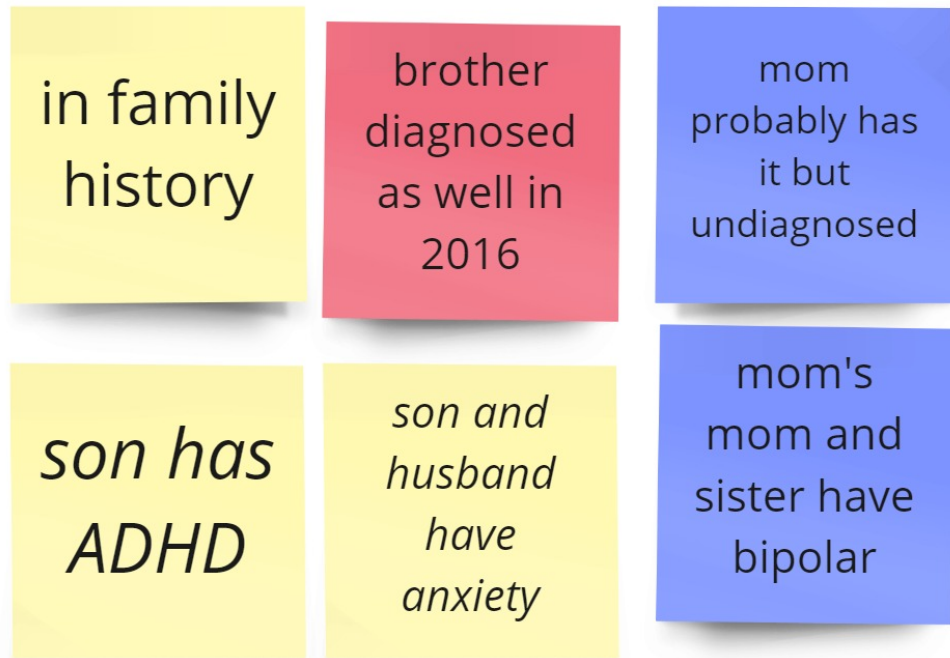 in family
history
brother
diagnosed
as well in
2016
mom
probably has
it but
undiagnosed
son has
ADHD
son and
husband
have
anxiety
mom's
mom and
sister have
bipolar